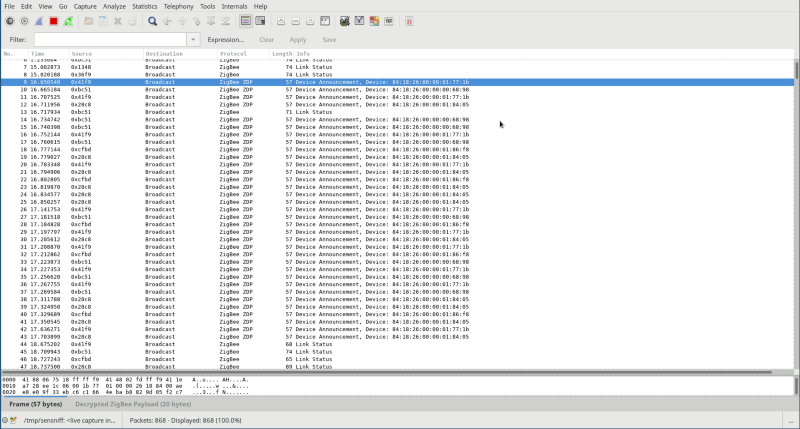 File Edit View Go Capture Analyze Statistics Telephony Tools Internals Help
Filter: Expression... Clear Apply Save
No. Time Source Destination Protocol Length Info
Broadcast ZigBee 74 Link Status
7 15.002873 0x1348 Broadcast ZigBee 74 Link Status
8 15.020188 0x36f9 Broadcast ZigBee 74 Link Status
9 16.650540 0x41f9 Broadcast ZigBee ZDP 57 Device Announcement, Device: 84:18:26:00:00:01:77:1b
10 16.665184 0xbc51 Broadcast ZigBee ZDP 57 Device Announcement, Device: 84:18:26:00:00:00:68:98
11 16.707525 0x41f9 Broadcast ZigBee ZDP 57 Device Announcement, Device: 84:18:26:00:00:01:77:1b
12 16.711956 0x28c8 Broadcast ZigBee ZDP 57 Device Announcement, Device: 84:18:26:00:00:01:84:05
13 16.717934 0xbc51 Broadcast ZigBee 71 Link Status
14 16.734742 0xbc51 Broadcast ZigBee ZDP 57 Device Announcement, Device: 84:18:26:00:00:00:68:98
15 16.740398 0xbc51 Broadcast ZigBee ZDP 57 Device Announcement, Device: 84:18:26:00:00:00:68:98
16 16.752144 0x41f9 Broadcast ZigBee ZDP 57 Device Announcement, Device: 84:18:26:00:00:01:77:1b
17 16.760615 0xbc51 Broadcast ZigBee ZDP 57 Device Announcement, Device: 84:18:26:00:00:00:68:98
18 16.777144 0xcfbd Broadcast ZigBee ZDP 57 Device Announcement, Device: 84:18:26:00:00:01:86:f8
19 16.779027 0x28c8 Broadcast ZigBee ZDP 57 Device Announcement, Device: 84:18:26:00:00:01:84:05
20 16.783348 0x41f9 Broadcast ZigBee ZDP 57 Device Announcement, Device: 84:18:26:00:00:01:77:1b
21 16.794906 0x28c8 Broadcast ZigBee ZDP 57 Device Announcement, Device: 84:18:26:00:00:01:84:05
22 16.802805 0xcfbd Broadcast ZigBee ZDP 57 Device Announcement, Device: 84:18:26:00:00:01:86:f8
23 16.819870 0x28c8 Broadcast ZigBee ZDP 57 Device Announcement, Device: 84:18:26:00:00:01:84:05
24 16.834577 0x28c8 Broadcast ZigBee ZDP 57 Device Announcement, Device: 84:18:26:00:00:01:84:05
25 16.850257 0x28c8 Broadcast ZigBee ZDP 57 Device Announcement, Device: 84:18:26:00:00:01:84:05
26 17.141753 0x41f9 Broadcast ZigBee ZDP 57 Device Announcement, Device: 84:18:26:00:00:01:77:1b
27 17.181518 0xbc51 Broadcast ZigBee ZDP 57 Device Announcement, Device: 84:18:26:00:00:00:68:98
28 17.184028 0xcfbd Broadcast ZigBee ZDP 57 Device Announcement, Device: 84:18:26:00:00:01:86:f8
29 17.197797 0x41f9 Broadcast ZigBee ZDP 57 Device Announcement, Device: 84:18:26:00:00:01:77:1b
30 17.205612 0x28c8 Broadcast ZigBee ZDP 57 Device Announcement, Device: 84:18:26:00:00:01:84:05
31 17.208870 0x41f9 Broadcast ZigBee ZDP 57 Device Announcement, Device: 84:18:26:00:00:01:77:1b
32 17.212862 0xcfbd Broadcast ZigBee ZDP 57 Device Announcement, Device: 84:18:26:00:00:01:86:f8
33 17.223873 0xbc51 Broadcast ZigBee ZDP 57 Device Announcement, Device: 84:18:26:00:00:00:68:98
34 17.227353 0x41f9 Broadcast ZigBee ZDP 57 Device Announcement, Device: 84:18:26:00:00:01:77:1b
35 17.256620 0xbc51 Broadcast ZigBee ZDP 57 Device Announcement, Device: 84:18:26:00:00:00:68:98
36 17.267755 0x41f9 Broadcast ZigBee ZDP 57 Device Announcement, Device: 84:18:26:00:00:01:77:1b
37 17.269584 0xbc51 Broadcast ZigBee ZDP 57 Device Announcement, Device: 84:18:26:00:00:00:68:98
38 17.311788 0x28c8 Broadcast ZigBee ZDP 57 Device Announcement, Device: 84:18:26:00:00:01:84:05
39 17.324950 0x28c8 Broadcast ZigBee ZDP 57 Device Announcement, Device: 84:18:26:00:00:01:84:05
40 17.329689 0xcfbd Broadcast ZigBee ZDP 57 Device Announcement, Device: 84:18:26:00:00:01:86:f8
41 17.350545 0x28c8 Broadcast ZigBee ZDP 57 Device Announcement, Device: 84:18:26:00:00:01:84:05
42 17.636271 0x41f9 Broadcast ZigBee ZDP 57 Device Announcement, Device: 84:18:26:00:00:01:77:1b
43 17.703899 0x28c8 Broadcast ZigBee ZDP 57 Device Announcement, Device: 84:18:26:00:00:01:84:05
44 18.675202 0x41f9 Broadcast ZigBee 68 Link Status
45 18.709943 0xbc51 Broadcast ZigBee 74 Link Status
46 18.727243 0xcfbd Broadcast ZigBee 65 Link Status
47 18.737500 0x28c8 Broadcast ZigBee 89 Link Status
0000 41 88 06 75 18 ff ff f9 41 48 02 fd ff f9 41 1e A..u.... AH....A.
0010 a7 28 ee 1c 06 00 1b 77 01 00 00 26 18 84 00 ae .(.....w ...&....
0020 e8 e0 9f 33 eb c6 c1 66 4e ba b8 82 9d 05 f2 c7 ...3...f N.......
Frame (57 bytes) Decrypted ZigBee Payload (20 bytes)
/tmp/sensniff: <live capture in... Packets: 868 · Displayed: 868 (100.0%) ...